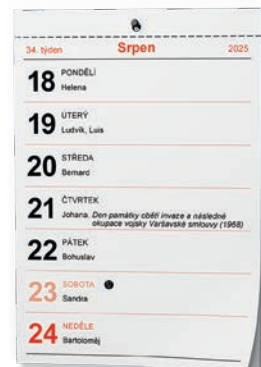 34. týden Srpen 2025
18 PONDĚLÍ
Helena
19 ÚTERÝ
Ludvík, Luis
20 STŘEDA
Bernard
21 ČTVRTEK
Johana, Den památky obětí invaze a následné
okupace vojsky Varšavské smlouvy (1968)
22 PÁTEK
Bohuslav
23 SOBOTA
Sandra
24 NEDĚLE
Bartoloměj